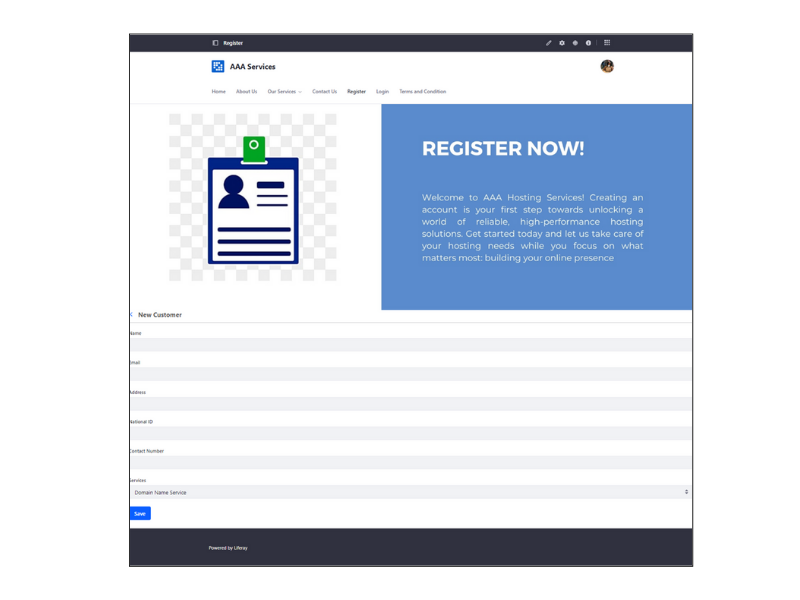 Register
AAA Services
Home About Us Our Services Contact Us Register Login Terms and Condition
REGISTER NOW!
Welcome to AAA Hosting Services! Creating an
account is your first step towards unlocking a
world of reliable, high-performance hosting
solutions. Get started today and let us take care of
your hosting needs while you focus on what
matters most: building your online presence
New Customer
Name
Email
Address
National ID
Contact Number
Services
Domain Name Service
Save
Powered by Liferay